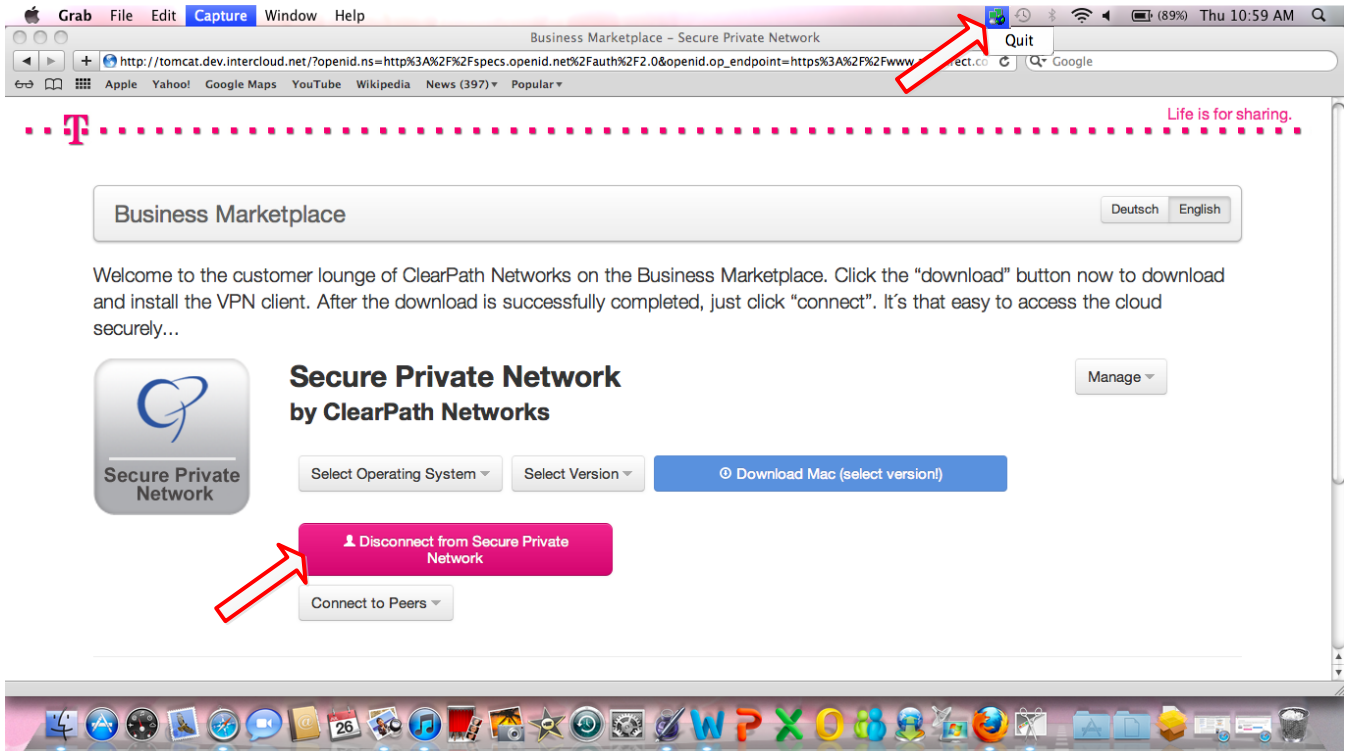 Grab File Edit Capture Window Help (89%) Thu 10:59 AM
Quit
Business Marketplace – Secure Private Network
http://tomcat.dev.intercloud.net/?openid.ns=http%3A%2F%2Fspecs.openid.net%2Fauth%2F2.0&openid.op_endpoint=https%3A%2F%2Fwww. Google
Apple Yahoo! Google Maps YouTube Wikipedia News (397) Popular
Life is for sharing.
T
Business Marketplace Deutsch English
Welcome to the customer lounge of ClearPath Networks on the Business Marketplace. Click the “download” button now to download
and install the VPN client. After the download is successfully completed, just click “connect”. It´s that easy to access the cloud
securely...
Secure Private Network
by ClearPath Networks
Manage
Secure Private
Network
Select Operating System Select Version Download Mac (select version!)
Disconnect from Secure Private
Network
Connect to Peers
26